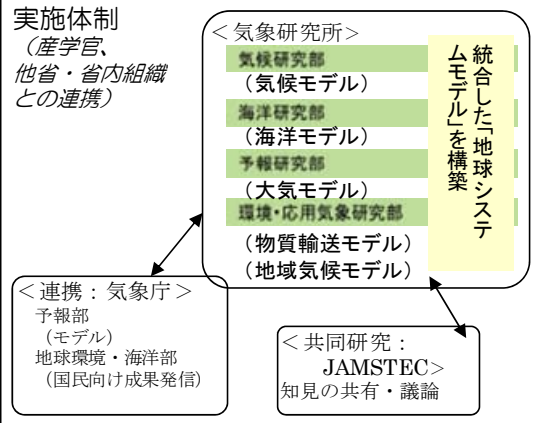 実施体制
（産学官、
他省・省内組織
との連携）
＜気象研究所＞
気候研究部
（気候モデル）
海洋研究部
（海洋モデル）
予報研究部
（大気モデル）
環境・応用気象研究部
（物質輸送モデル）
（地域気候モデル）
統合した「地球システ
ムモデル」を構築
＜連携：気象庁＞
予報部
（モデル）
地球環境・海洋部
（国民向け成果発信）
＜共同研究：
JAMSTEC＞
知見の共有・議論